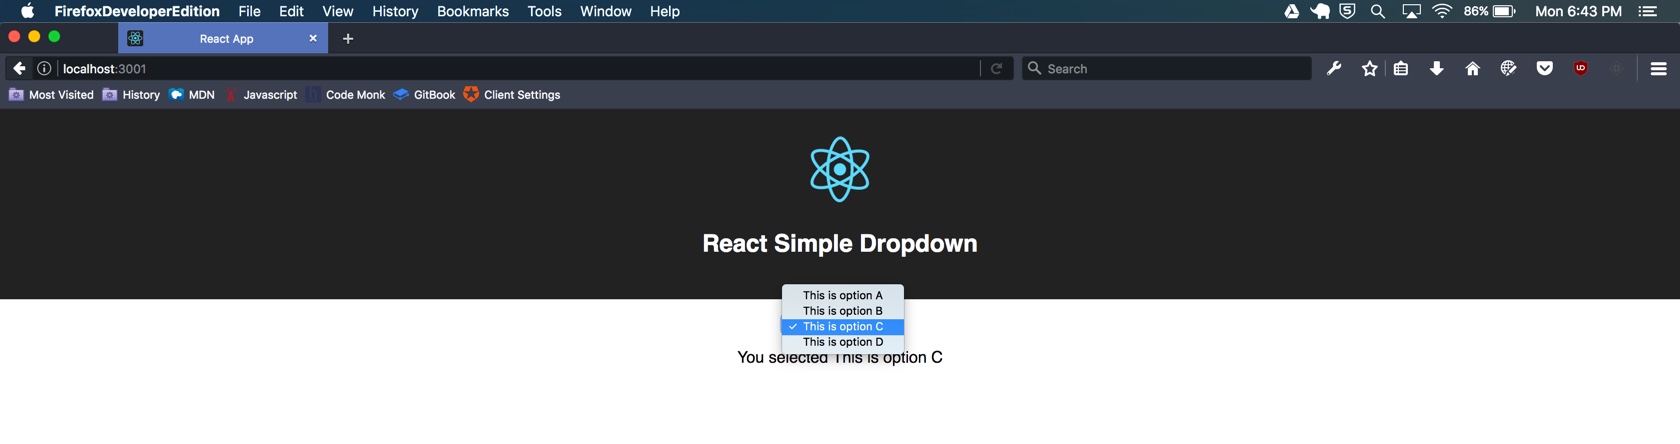 FirefoxDeveloperEdition File Edit View History Bookmarks Tools Window Help 86% Mon 6:43 PM
React App
localhost:3001 Search
Most Visited History MDN Javascript Code Monk GitBook Client Settings
React Simple Dropdown
This is option A
This is option B
✓ This is option C
This is option D
You selected This is option C